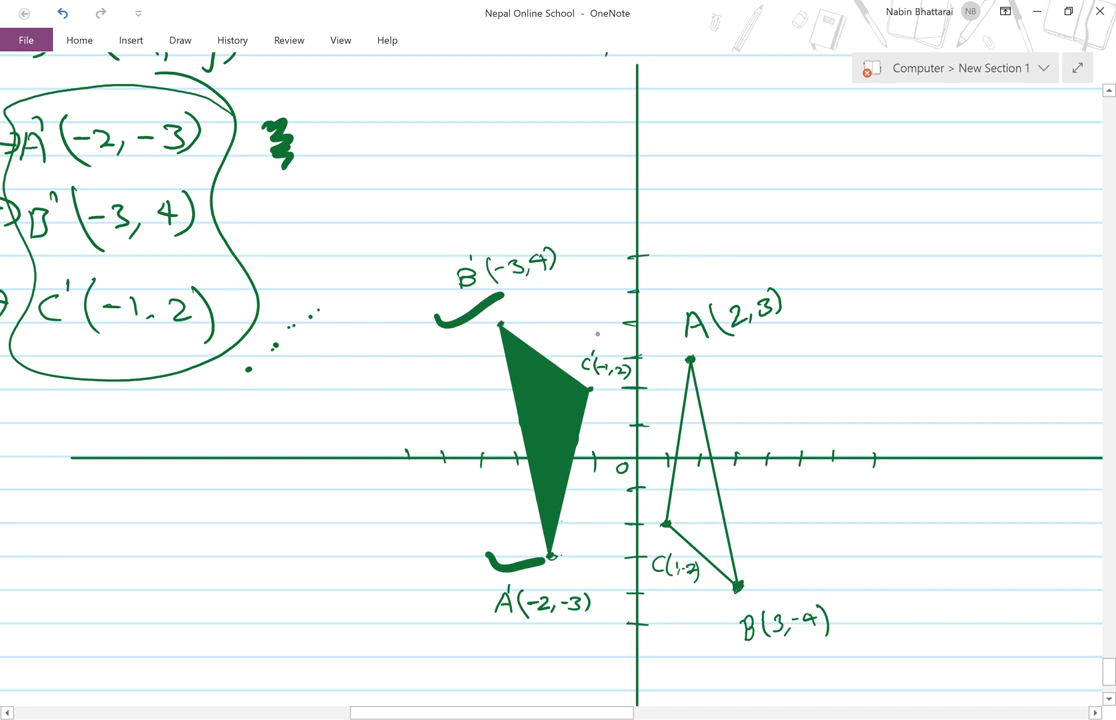 Nepal Online School - OneNote
Nabin Bhattarai NB
File Home Insert Draw History Review View Help
Computer > New Section 1
A'(-2, -3)
B'(-3, 4)
C'(-1, 2)
B'(-3,4)
A(2,3)
C'(-1,2)
O
C(1,-2)
A'(-2,-3)
B(3,-4)